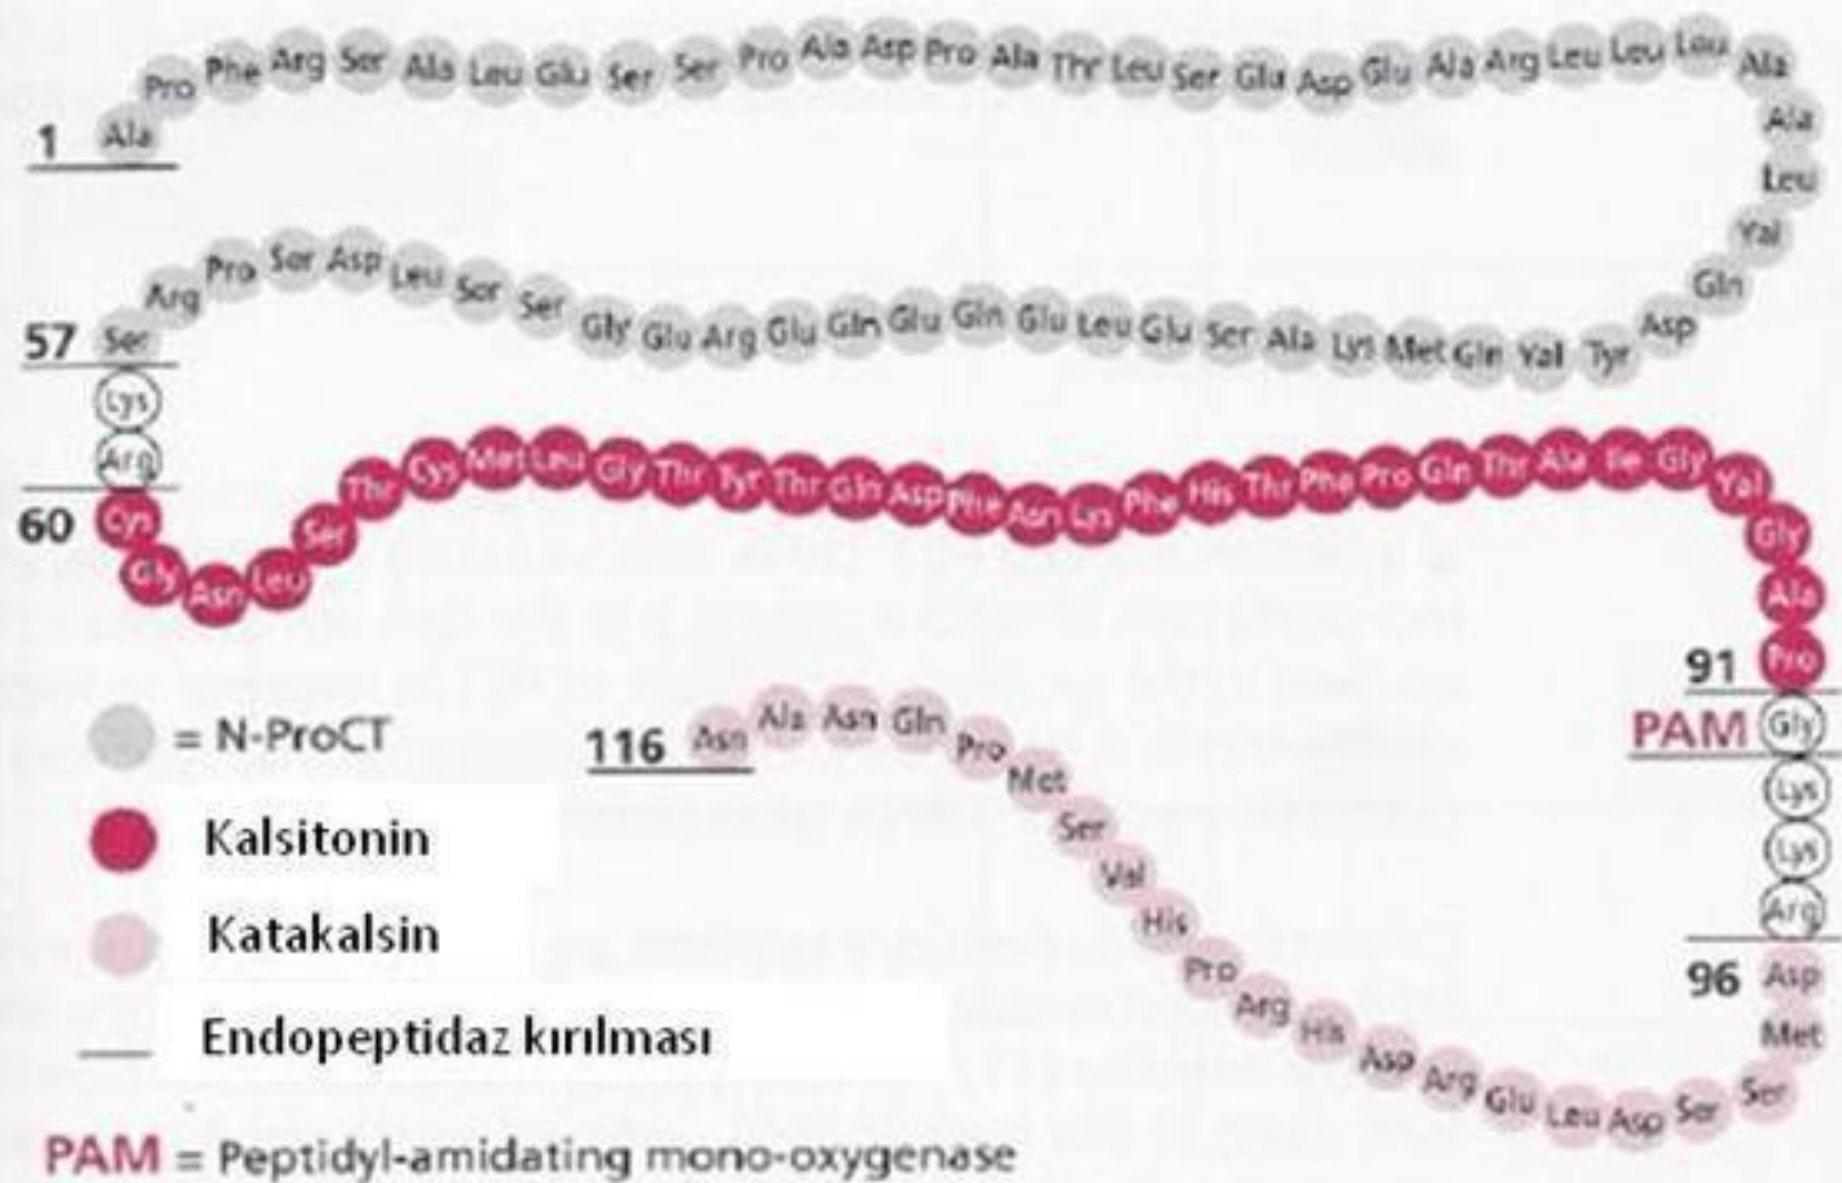 Pro Phe Arg Ser Ala Leu Glu Ser Ser Pro Ala Asp Pro Ala Thr Leu Ser Glu Asp Glu Ala Arg Leu Leu Leu Ala
1 Ala
Ala
Leu
Val
Gln
Asp
Arg Pro Ser Asp Leu Ser Ser Gly Glu Arg Glu Gln Glu Gln Glu Leu Glu Ser Ala Lys Met Gln Val Tyr
57 Ser
Lys
Arg
60 Cys
Gly Asn Leu Ser Thr Cys Met Leu Gly Thr Tyr Thr Gln Asp Phe Asn Lys Phe His Thr Phe Pro Gln Thr Ala Ile Gly Val
Gly
Ala
91 Pro
PAM Gly
Lys
Lys
Arg
96 Asp
Met
Ser
116 Asn Ala Asn Gln Pro
Met
Ser
Val
His
Pro
Arg His Asp Arg Glu Leu Asp Ser
= N-ProCT
Kalsitonin
Katakalsin
Endopeptidaz kırılması
PAM = Peptidyl-amidating mono-oxygenase